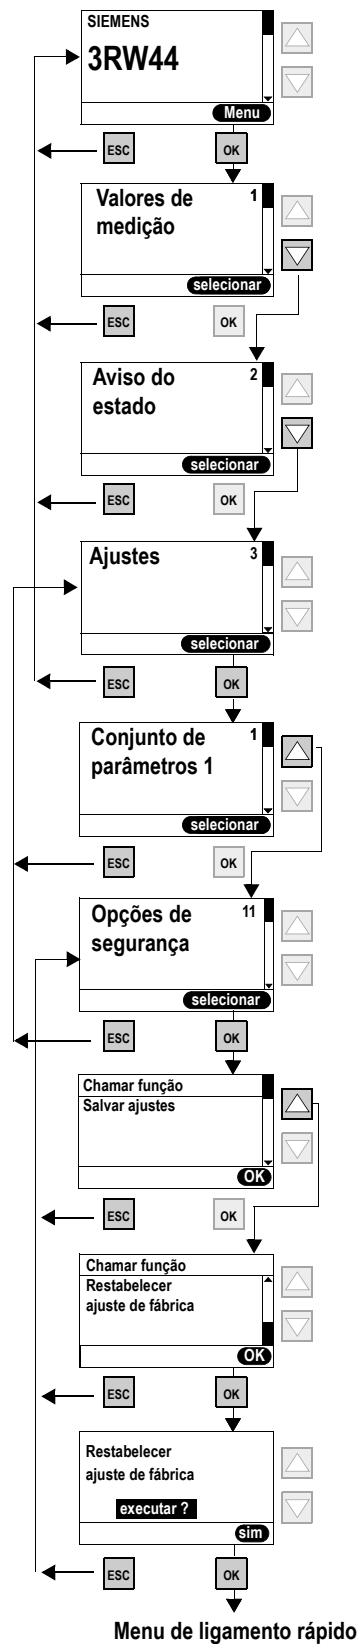 SIEMENS
3RW44
Menu
ESC
OK
Valores de
medição
1
selecionar
ESC
OK
Aviso do
estado
2
selecionar
ESC
OK
Ajustes
3
selecionar
ESC
OK
Conjunto de
parâmetros 1
1
selecionar
ESC
OK
Opções de
segurança
11
selecionar
ESC
OK
Chamar função
Salvar ajustes
OK
ESC
OK
Chamar função
Restabelecer
ajuste de fábrica
OK
ESC
OK
Restabelecer
ajuste de fábrica
executar ?
sim
ESC
OK
Menu de ligamento rápido